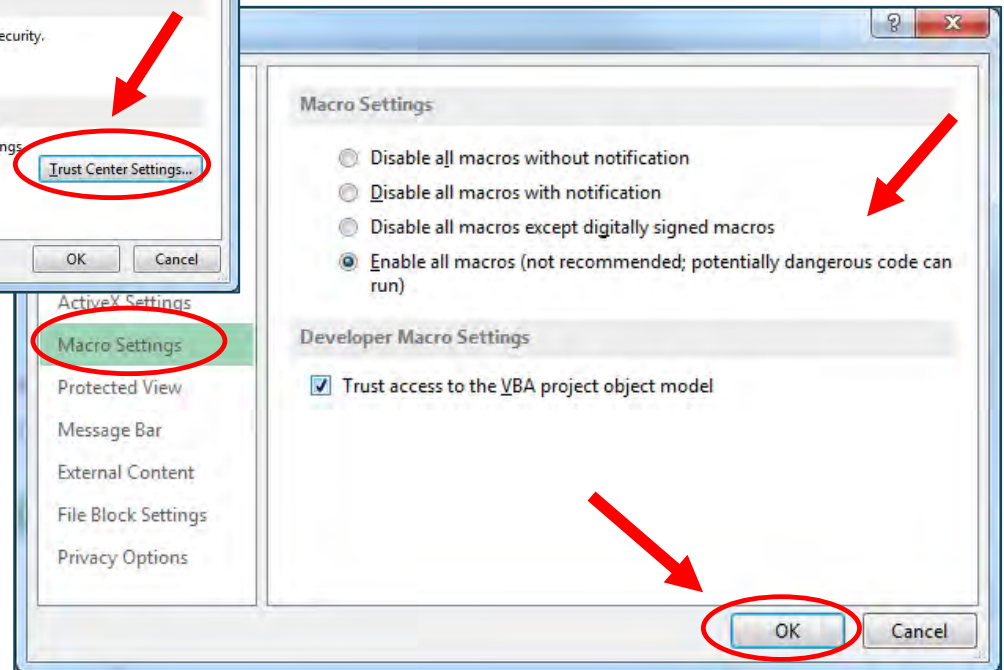 ecurity.
ngs
Trust Center Settings...
OK
Cancel
ActiveX Settings
Macro Settings
Protected View
Message Bar
External Content
File Block Settings
Privacy Options
?
Macro Settings
Disable all macros without notification
Disable all macros with notification
Disable all macros except digitally signed macros
Enable all macros (not recommended; potentially dangerous code can
run)
Developer Macro Settings
Trust access to the VBA project object model
OK
Cancel